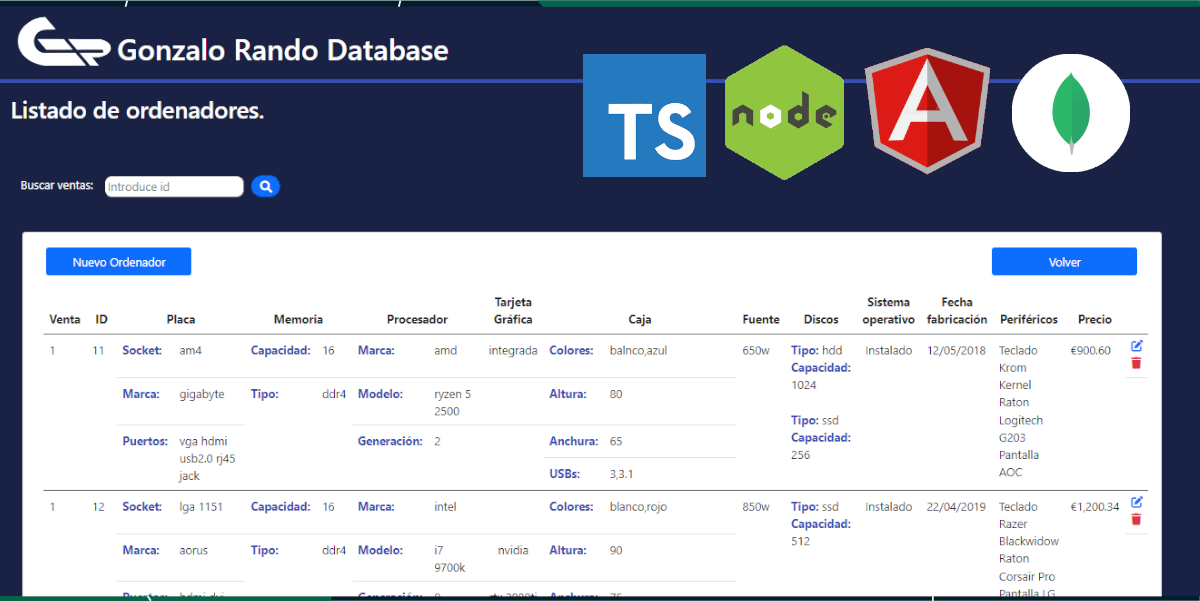 Gonzalo Rando Database
Listado de ordenadores.
TS
node
A
Buscar ventas: Introduce id
Nuevo Ordenador Volver
Venta ID Placa Memoria Procesador Tarjeta Gráfica Caja Fuente Discos Sistema operativo Fecha fabricación Periféricos Precio
1 11 Socket: am4 Capacidad: 16 Marca: amd integrada Colores: balnco,azul 650w Tipo: hdd Instalado 12/05/2018 Teclado €900.60
Capacidad: Krom
Marca: gigabyte Tipo: ddr4 Modelo: ryzen 5 Altura: 80 1024 Kernel
2500 Raton
Tipo: ssd Logitech
Puertos: vga hdmi Generación: 2 Anchura: 65 Capacidad: G203
usb2.0 rj45 256 Pantalla
jack USBs: 3,3.1 AOC
1 12 Socket: lga 1151 Capacidad: 16 Marca: intel Colores: blanco,rojo 850w Tipo: ssd Instalado 22/04/2019 Teclado €1,200.34
Capacidad: Razer
Marca: aorus Tipo: ddr4 Modelo: i7 nvidia Altura: 90 512 Blackwidow
9700k Raton
Corsair Pro
Pantalla LG